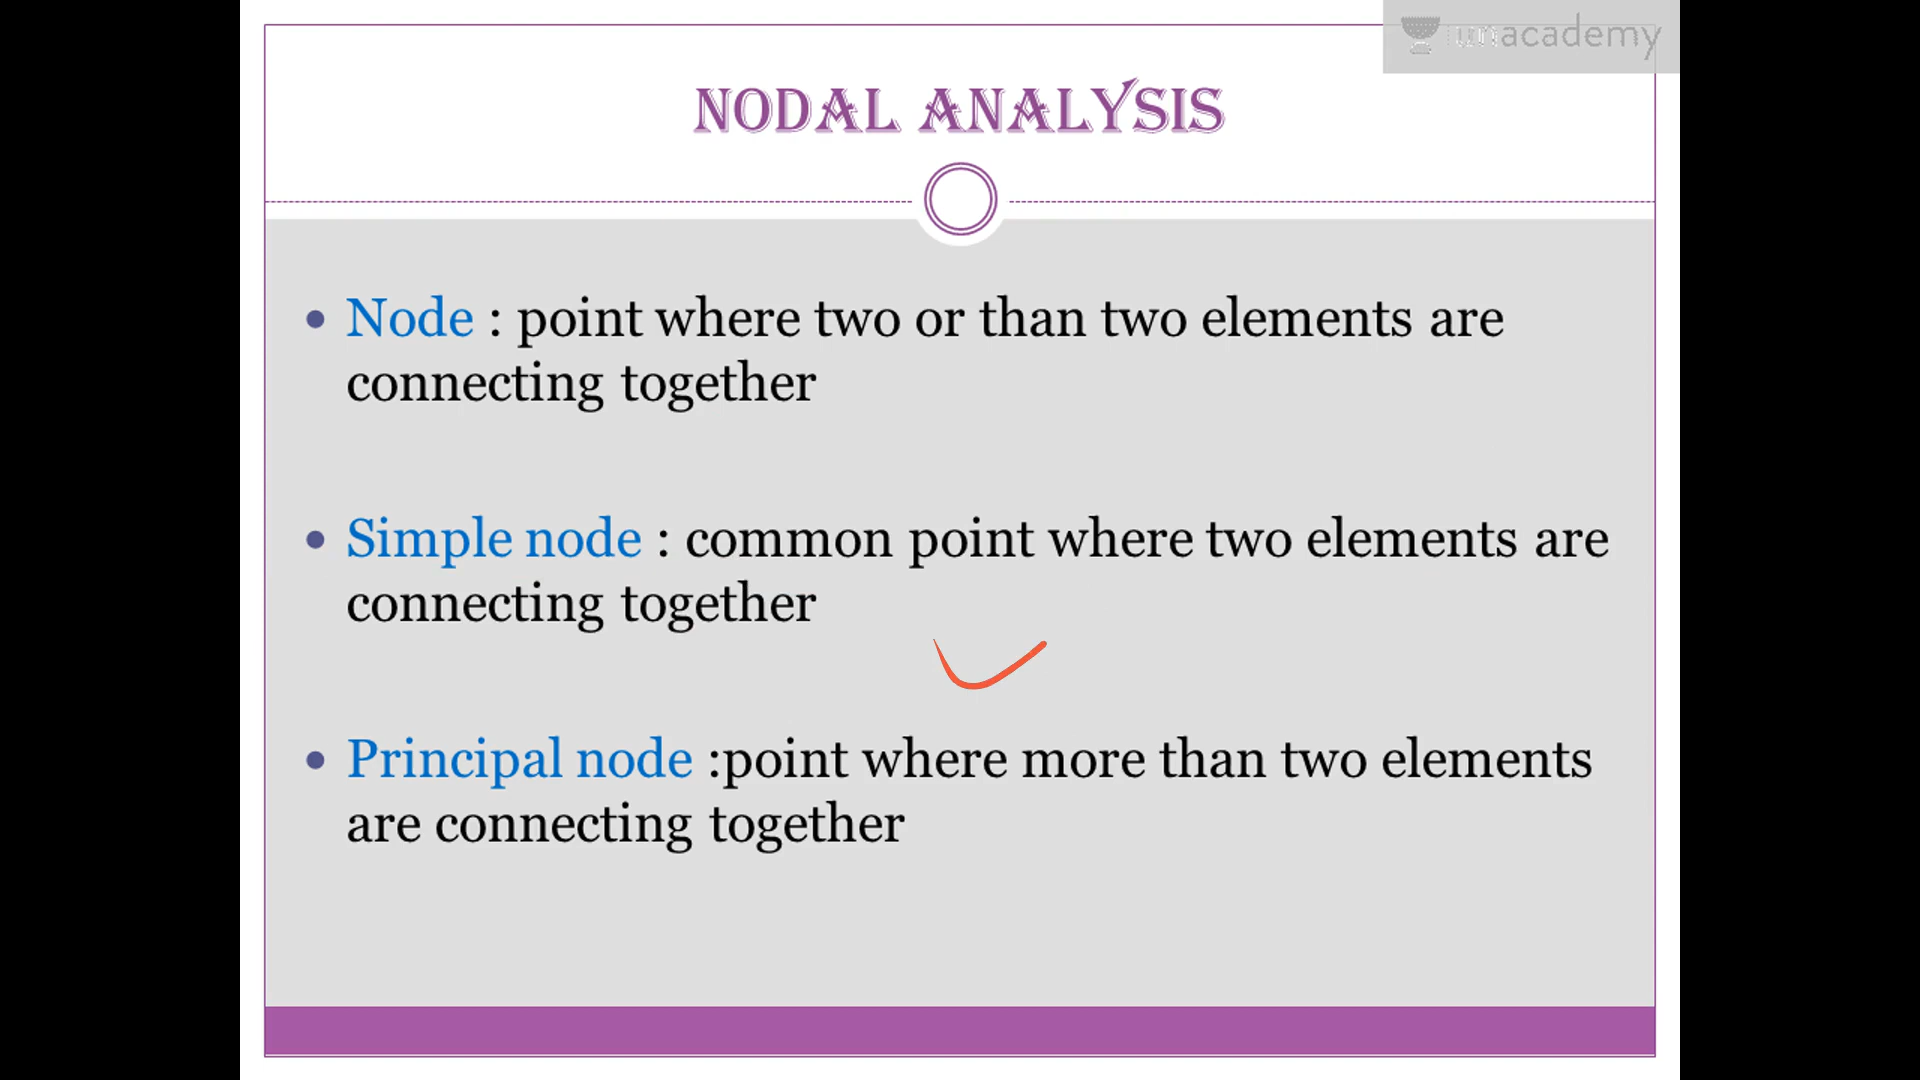 unacademy
NODAL ANALYSIS
• Node : point where two or than two elements are
connecting together
• Simple node : common point where two elements are
connecting together
• Principal node :point where more than two elements
are connecting together